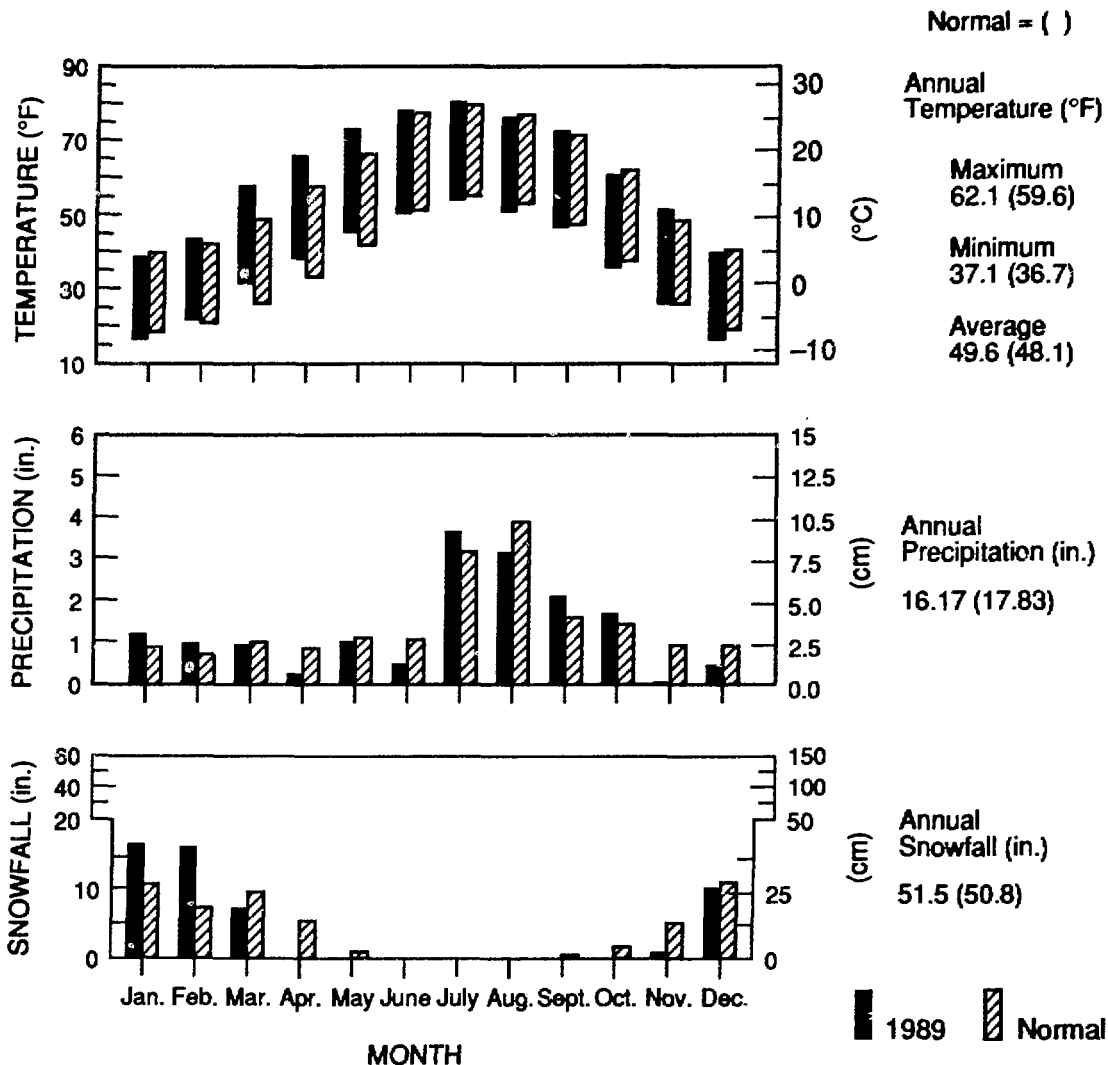 Normal = ( )
TEMPERATURE (°F)
90
70
50
30
10
30
20
10
0
–10
(°C)
Annual
Temperature (°F)
Maximum
62.1 (59.6)
Minimum
37.1 (36.7)
Average
49.6 (48.1)
PRECIPITATION (in.)
6
5
4
3
2
1
0
15
12.5
10.5
7.5
5.0
2.5
0.0
(cm)
Annual
Precipitation (in.)
16.17 (17.83)
SNOWFALL (in.)
60
40
20
10
0
150
100
50
25
0
(cm)
Annual
Snowfall (in.)
51.5 (50.8)
Jan. Feb. Mar. Apr. May June July Aug. Sept. Oct. Nov. Dec.
MONTH
1989 Normal